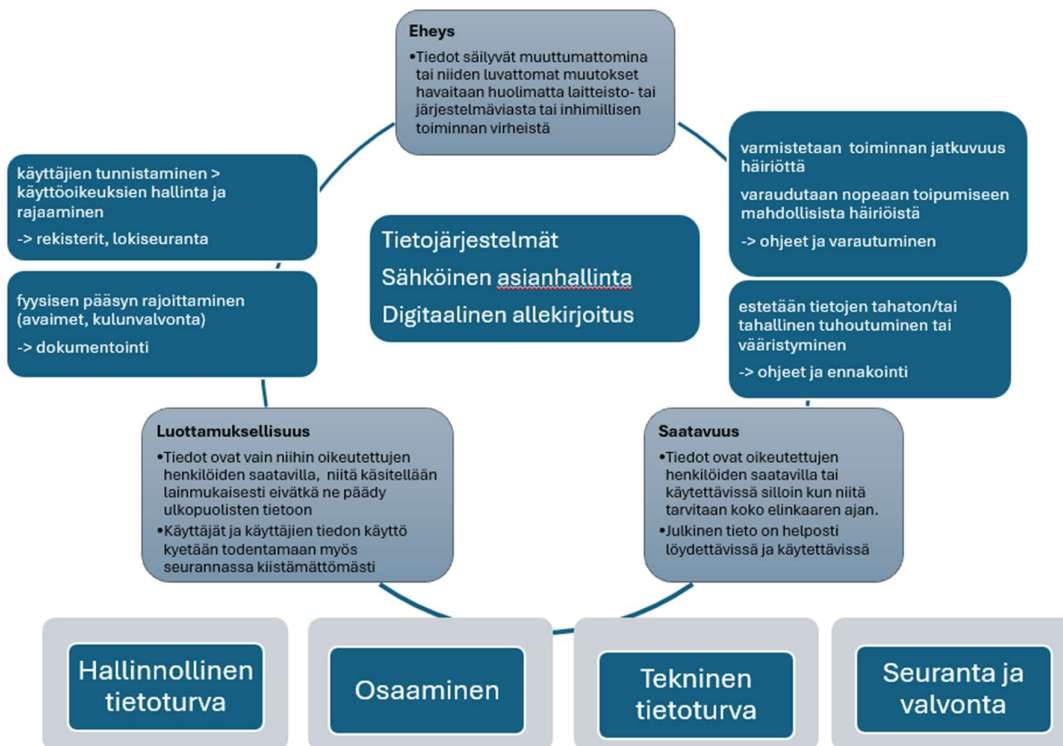 Eheys
•Tiedot säilyvät muuttumattomina
tai niiden luvattomat muutokset
havaitaan huolimatta laitteisto- tai
järjestelmäviasta tai inhimillisen
toiminnan virheistä
käyttäjien tunnistaminen >
käyttöoikeuksien hallinta ja
rajaaminen
-> rekisterit, lokiseuranta
fyysisen pääsyn rajoittaminen
(avaimet, kulunvalvonta)
-> dokumentointi
Tietojärjestelmät
Sähköinen asianhallinta
Digitaalinen allekirjoitus
varmistetaan toiminnan jatkuvuus
häiriöttä
varaudutaan nopeaan toipumiseen
mahdollisista häiriöistä
-> ohjeet ja varautuminen
estetään tietojen tahaton/tai
tahallinen tuhoutuminen tai
vääristyminen
-> ohjeet ja ennakointi
Luottamuksellisuus
•Tiedot ovat vain niihin oikeutettujen
henkilöiden saatavilla, niitä käsitellään
lainmukaisesti eivätkä ne päädy
ulkopuolisten tietoon
•Käyttäjät ja käyttäjien tiedon käyttö
kyetään todentamaan myös
seurannassa kiistämättömästi
Saatavuus
•Tiedot ovat oikeutettujen
henkilöiden saatavilla tai
käytettävissä silloin kun niitä
tarvitaan koko elinkaaren ajan.
•Julkinen tieto on helposti
löydettävissä ja käytettävissä
Hallinnollinen
tietoturva
Osaaminen
Tekninen
tietoturva
Seuranta ja
valvonta